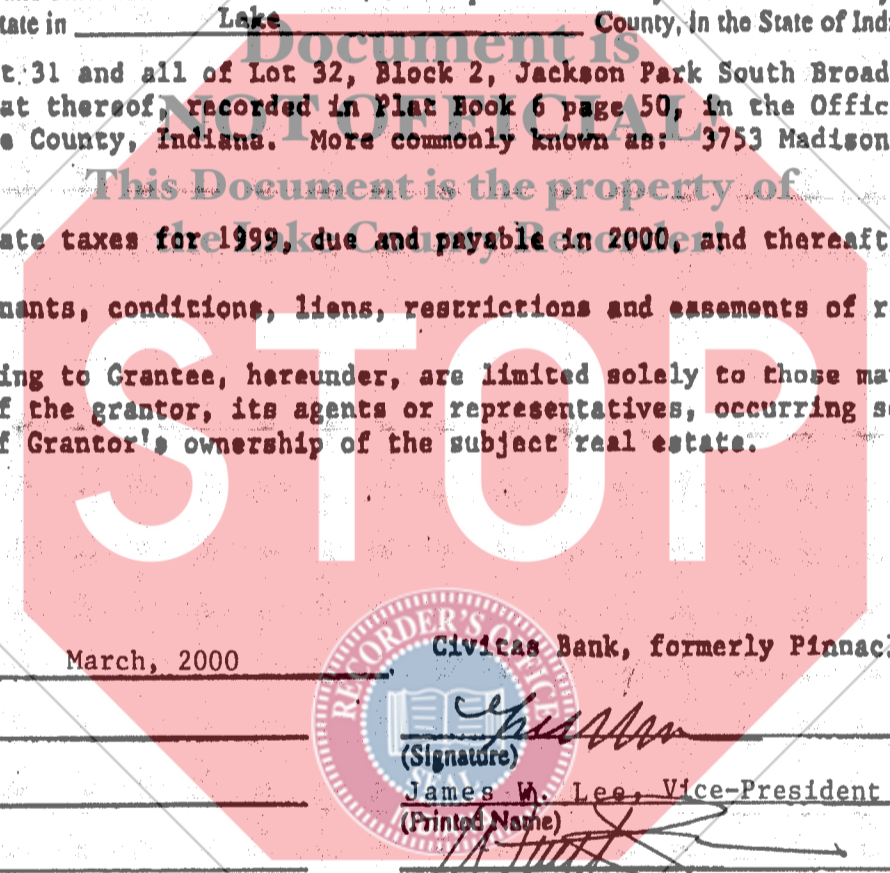 tate in Lake County, in the State of Indi
Document is
t 31 and all of Lot 32, Block 2, Jackson Park South Broad
at thereof, recorded in Plat Book 6 page 50, in the Offic
NOT OFFICIAL
e County, Indiana. More commonly known as: 3753 Madison
This Document is the property of
the Lake County Recorder!
ate taxes for 1999, due and payable in 2000, and thereaft
nants, conditions, liens, restrictions and easements of r
STOP
ing to Grantee, hereunder, are limited solely to those ma
f the grantor, its agents or representatives, occurring s
f Grantor's ownership of the subject real estate.
RECORDER'S OFFICE
SEAL
Civitas Bank, formerly Pinnac
March, 2000
(Signature)
James W. Lee, Vice-President
(Printed Name)